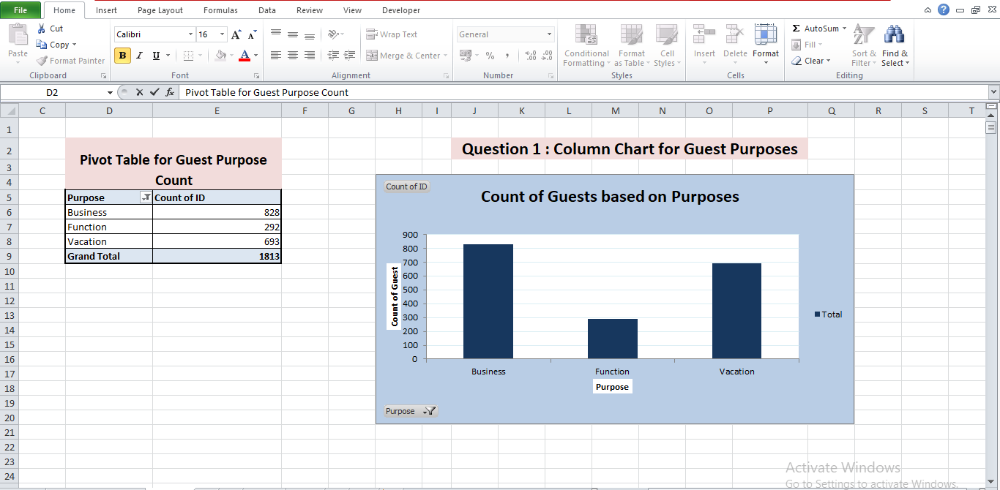 File Home Insert Page Layout Formulas Data Review View Developer
Cut
Copy
Format Painter
Paste
Clipboard
Calibri 16 A A
B I U A
Font
Wrap Text
Merge & Center
Alignment
General
% , .0 .00 .00 .0
Number
Conditional Formatting
Format as Table
Cell Styles
Styles
Insert Delete Format
Cells
Σ AutoSum
Fill
Clear
Sort & Filter
Find & Select
Editing
D2 fx Pivot Table for Guest Purpose Count
C D E F G H I J K L M N O P Q R S T
1
2
3
4
5
6
7
8
9
10
11
12
13
14
15
16
17
18
19
20
21
22
23
24
Pivot Table for Guest Purpose
Count
Purpose Count of ID
Business 828
Function 292
Vacation 693
Grand Total 1813
Question 1 : Column Chart for Guest Purposes
Count of ID
Count of Guests based on Purposes
900
800
700
600
500
400
300
200
100
0
Count of Guest
Business Function Vacation
Purpose
Total
Purpose
Activate Windows
Go to Settings to activate Windows.